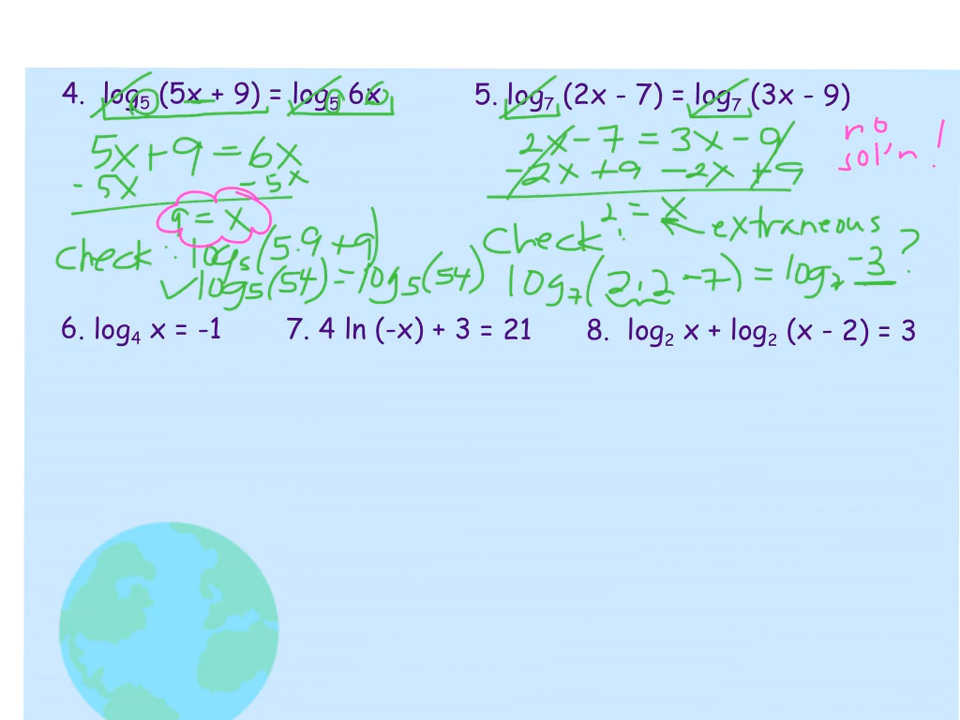 4. log₅ (5x + 9) = log₅ 6x
5x+9 = 6x
- 5x - 5x
9 = x
check: log₅(5·9+9)
✓log₅(54) = log₅(54)
5. log₇ (2x - 7) = log₇ (3x - 9)
2x - 7 = 3x - 9
-2x +9 -2x +9
2 = x ← extraneous
no sol'n!
Check:
log₇(2·2 -7) = log₇ -3 ?
6. log₄ x = -1
7. 4 ln (-x) + 3 = 21
8. log₂ x + log₂ (x - 2) = 3